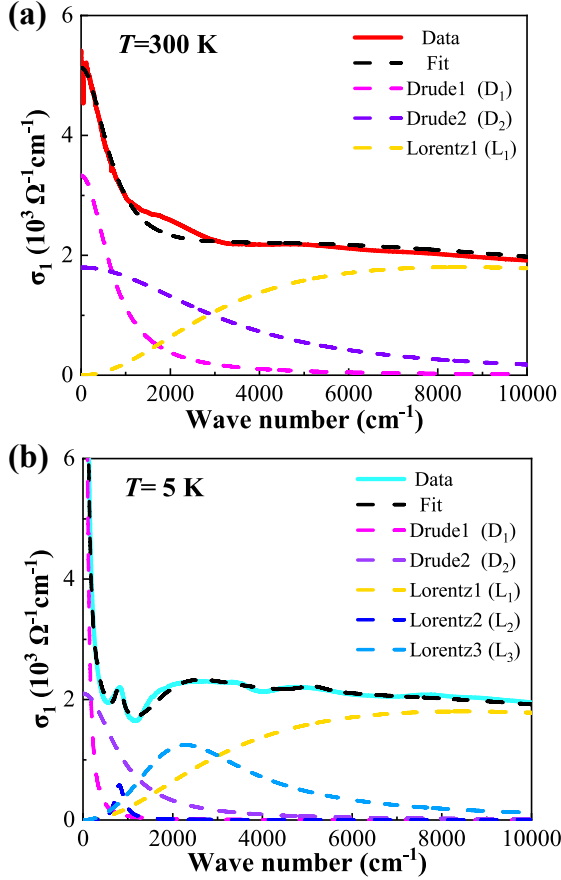 (a)
T=300 K
Data
Fit
Drude1 (D₁)
Drude2 (D₂)
Lorentz1 (L₁)
σ₁ (10³ Ω⁻¹cm⁻¹)
6
4
2
0
0 2000 4000 6000 8000 10000
Wave number (cm⁻¹)
(b)
T= 5 K
Data
Fit
Drude1 (D₁)
Drude2 (D₂)
Lorentz1 (L₁)
Lorentz2 (L₂)
Lorentz3 (L₃)
σ₁ (10³ Ω⁻¹cm⁻¹)
6
4
2
0
0 2000 4000 6000 8000 10000
Wave number (cm⁻¹)